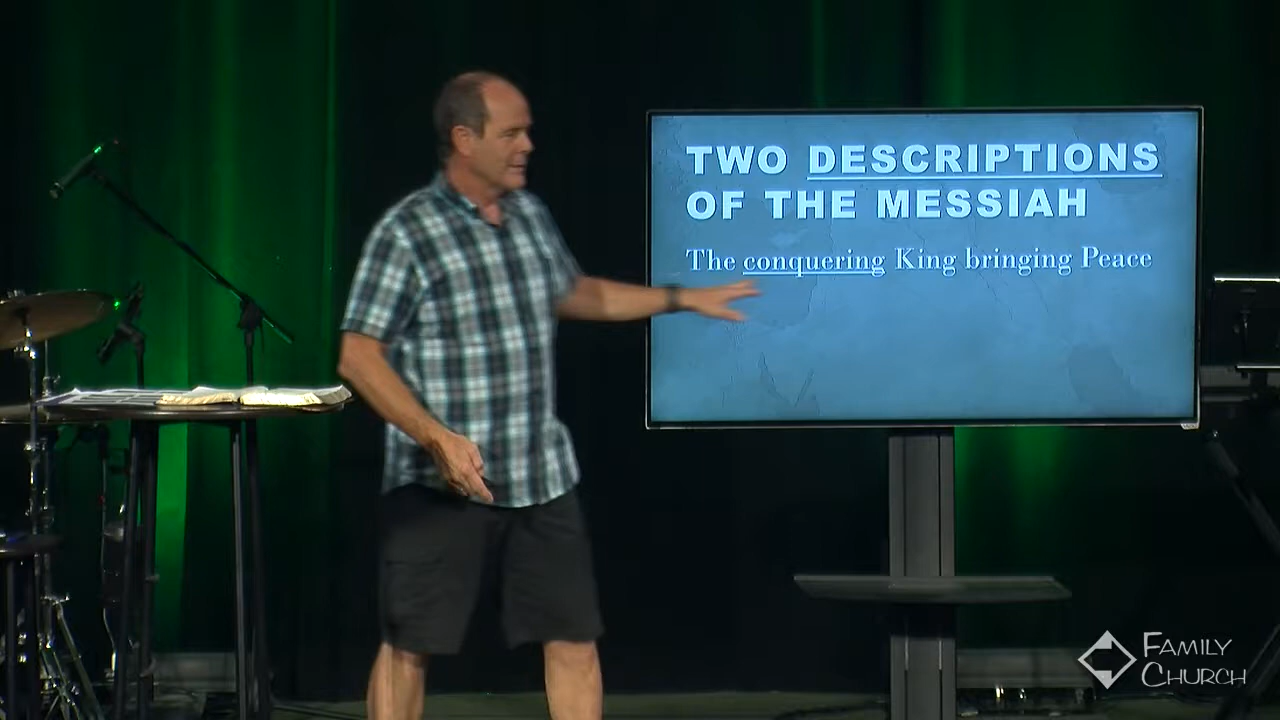 TWO DESCRIPTIONS
OF THE MESSIAH
The conquering King bringing Peace
FAMILY
CHURCH